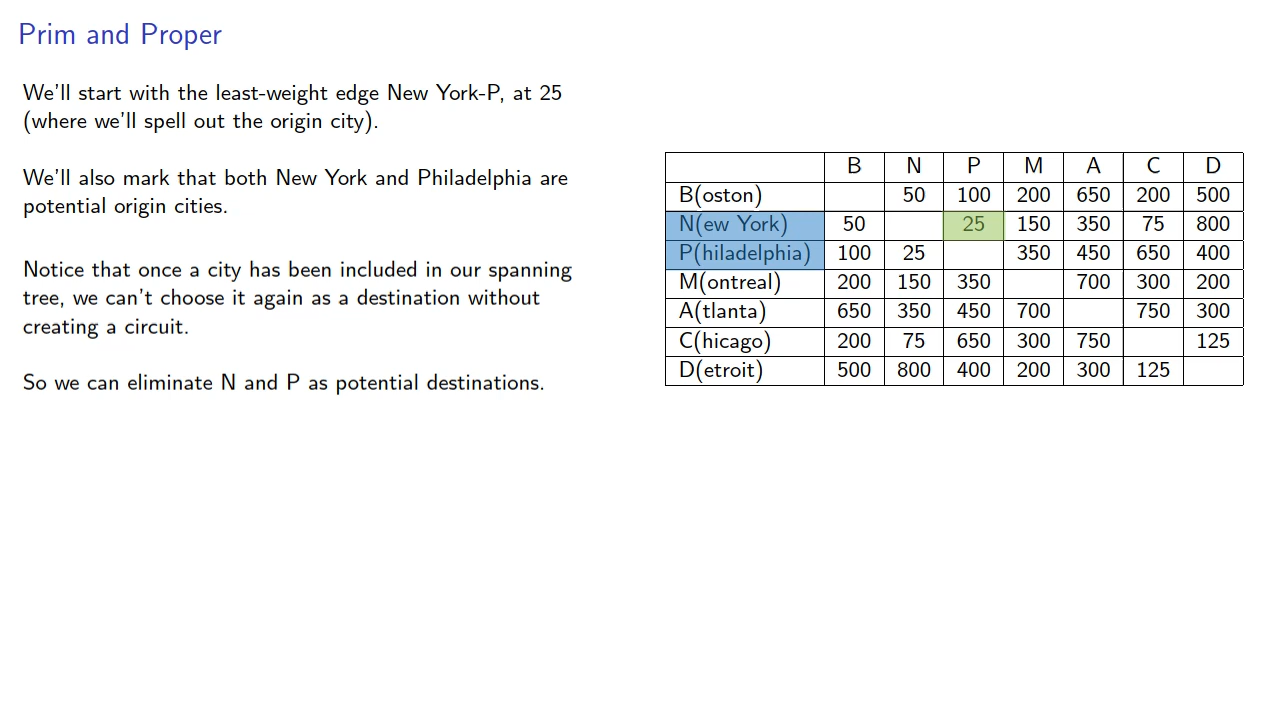 Prim and Proper
We'll start with the least-weight edge New York-P, at 25
(where we'll spell out the origin city).
We'll also mark that both New York and Philadelphia are
potential origin cities.
Notice that once a city has been included in our spanning
tree, we can't choose it again as a destination without
creating a circuit.
So we can eliminate N and P as potential destinations.
B N P M A C D
B(oston) 50 100 200 650 200 500
N(ew York) 50 25 150 350 75 800
P(hiladelphia) 100 25 350 450 650 400
M(ontreal) 200 150 350 700 300 200
A(tlanta) 650 350 450 700 750 300
C(hicago) 200 75 650 300 750 125
D(etroit) 500 800 400 200 300 125